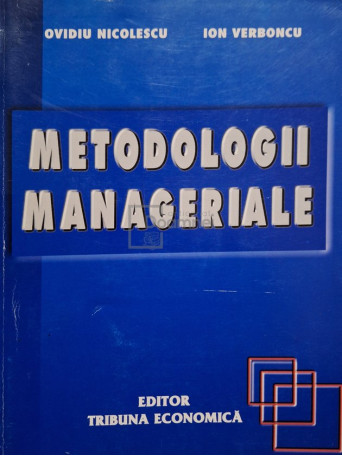 OVIDIU NICOLESCU ION VERBONCU
METODOLOGII
MANAGERIALE
EDITOR
TRIBUNA ECONOMICĂ